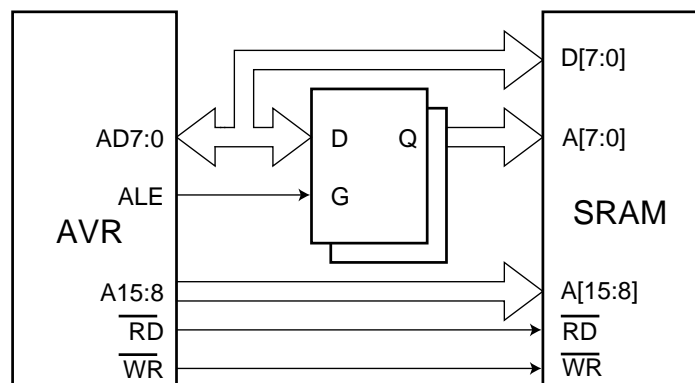 D[7:0]
AD7:0
D
Q
A[7:0]
ALE
G
AVR
SRAM
A15:8
A[15:8]
RD
RD
WR
WR